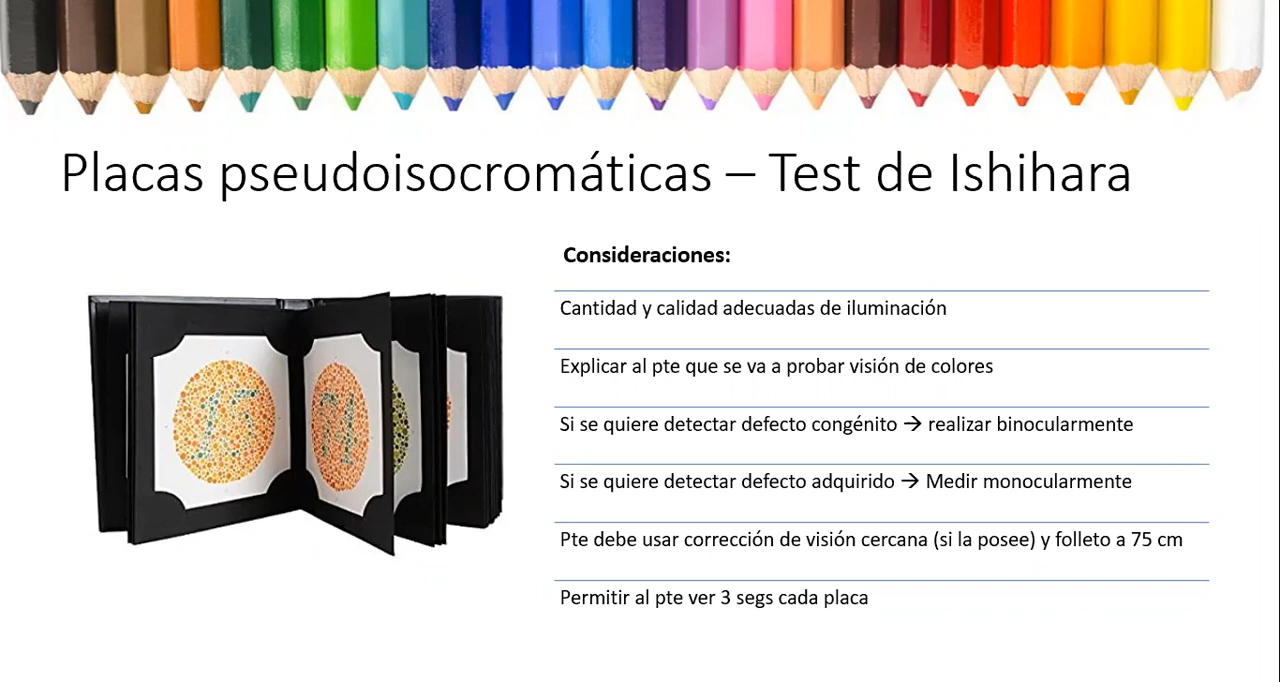 Placas pseudoisocromáticas – Test de Ishihara
Consideraciones:
Cantidad y calidad adecuadas de iluminación
Explicar al pte que se va a probar visión de colores
Si se quiere detectar defecto congénito → realizar binocularmente
Si se quiere detectar defecto adquirido → Medir monocularmente
Pte debe usar corrección de visión cercana (si la posee) y folleto a 75 cm
Permitir al pte ver 3 segs cada placa
15